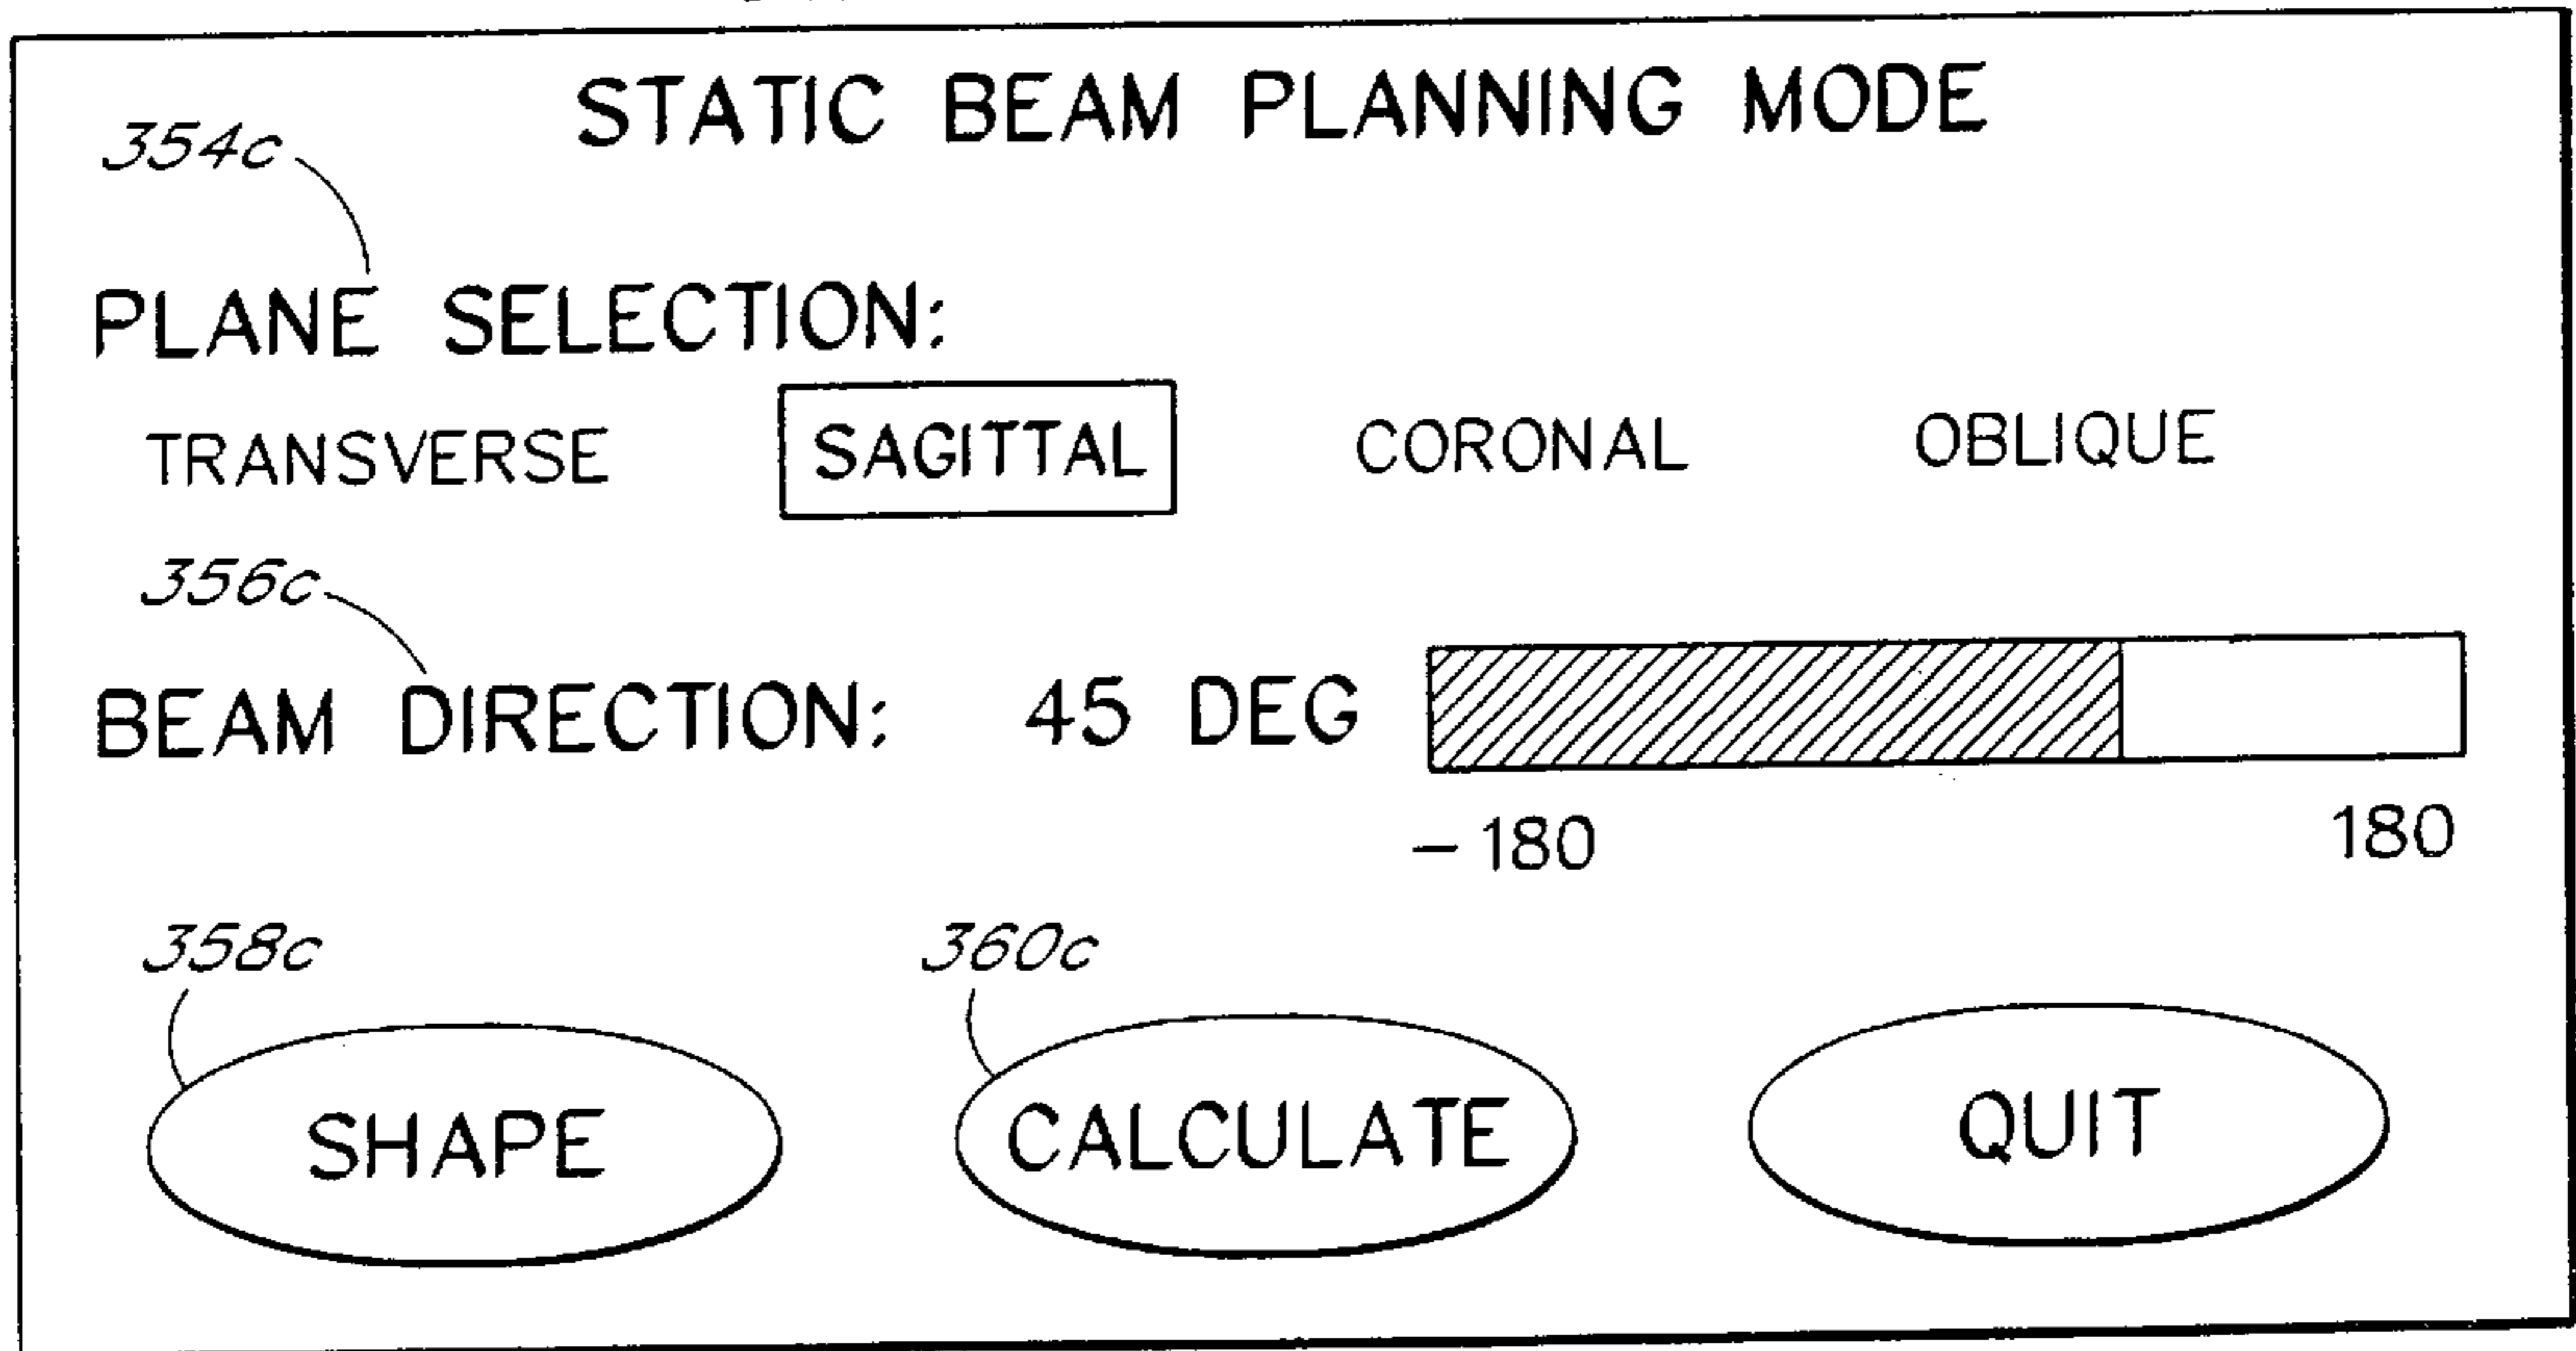 STATIC BEAM PLANNING MODE
354c
PLANE SELECTION:
TRANSVERSE SAGITTAL CORONAL OBLIQUE
356c
BEAM DIRECTION: 45 DEG
-180 180
358c 360c
SHAPE CALCULATE QUIT